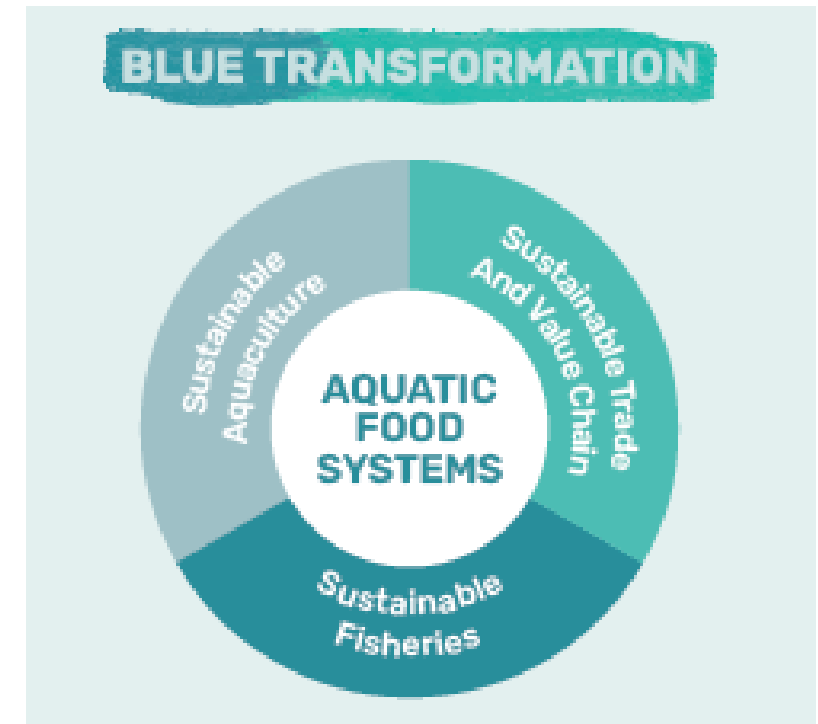 BLUE TRANSFORMATION
Sustainable
Aquaculture
Sustainable Trade
And Value Chain
AQUATIC
FOOD
SYSTEMS
Sustainable
Fisheries